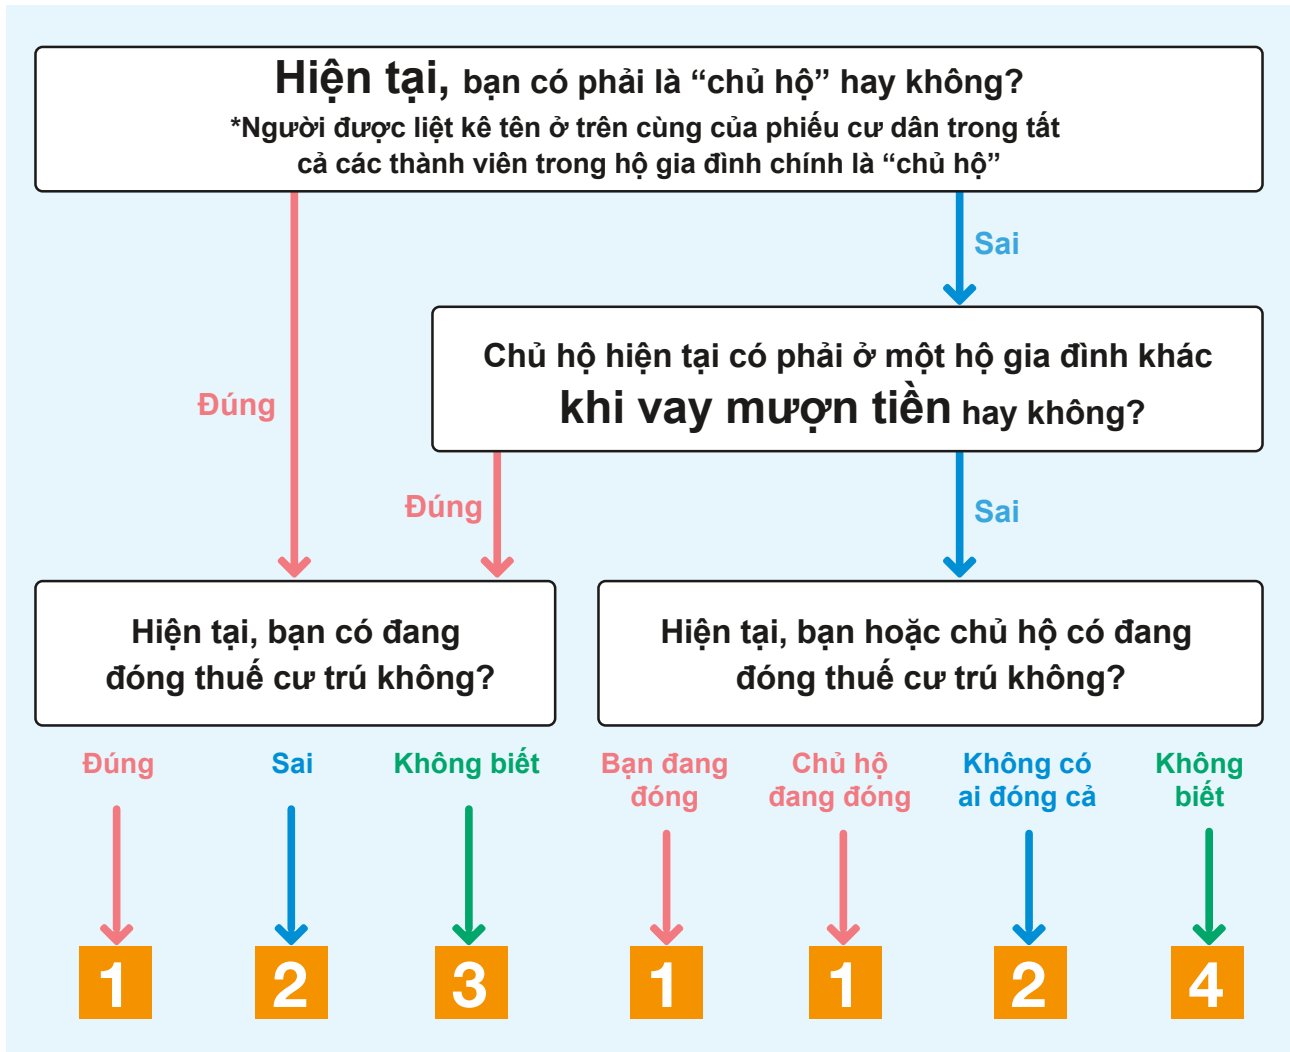 Hiện tại, bạn có phải là “chủ hộ” hay không?
*Người được liệt kê tên ở trên cùng của phiếu cư dân trong tất
cả các thành viên trong hộ gia đình chính là “chủ hộ”
Sai
Chủ hộ hiện tại có phải ở một hộ gia đình khác
khi vay mượn tiền hay không?
Đúng
Đúng
Sai
Hiện tại, bạn có đang
đóng thuế cư trú không?
Hiện tại, bạn hoặc chủ hộ có đang
đóng thuế cư trú không?
Đúng
Sai
Không biết
Bạn đang
đóng
Chủ hộ
đang đóng
Không có
ai đóng cả
Không
biết
1
2
3
1
1
2
4